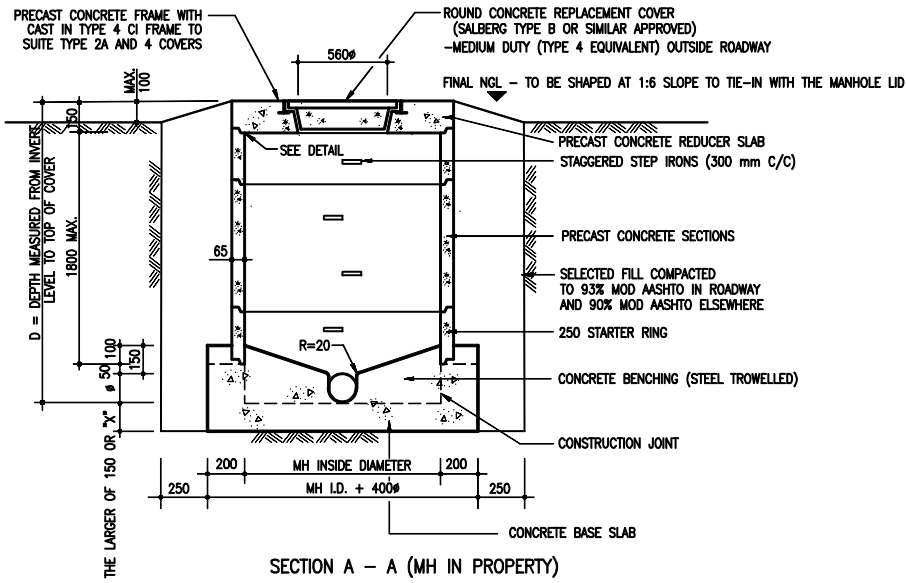 PRECAST CONCRETE FRAME WITH
CAST IN TYPE 4 CI FRAME TO
SUITE TYPE 2A AND 4 COVERS
ROUND CONCRETE REPLACEMENT COVER
(SALBERG TYPE B OR SIMILAR APPROVED)
-MEDIUM DUTY (TYPE 4 EQUIVALENT) OUTSIDE ROADWAY
560ø
MAX.
100
FINAL NGL - TO BE SHAPED AT 1:6 SLOPE TO TIE-IN WITH THE MANHOLE LID
150
SEE DETAIL
PRECAST CONCRETE REDUCER SLAB
STAGGERED STEP IRONS (300 mm C/C)
D = DEPTH MEASURED FROM INVERT
LEVEL TO TOP OF COVER
1800 MAX.
65
PRECAST CONCRETE SECTIONS
SELECTED FILL COMPACTED
TO 93% MOD AASHTO IN ROADWAY
AND 90% MOD AASHTO ELSEWHERE
250 STARTER RING
R=20
100
150
50
ø
CONCRETE BENCHING (STEEL TROWELLED)
THE LARGER OF 150 OR "X"
CONSTRUCTION JOINT
200
MH INSIDE DIAMETER
200
250
MH I.D. + 400ø
250
CONCRETE BASE SLAB
SECTION A - A (MH IN PROPERTY)